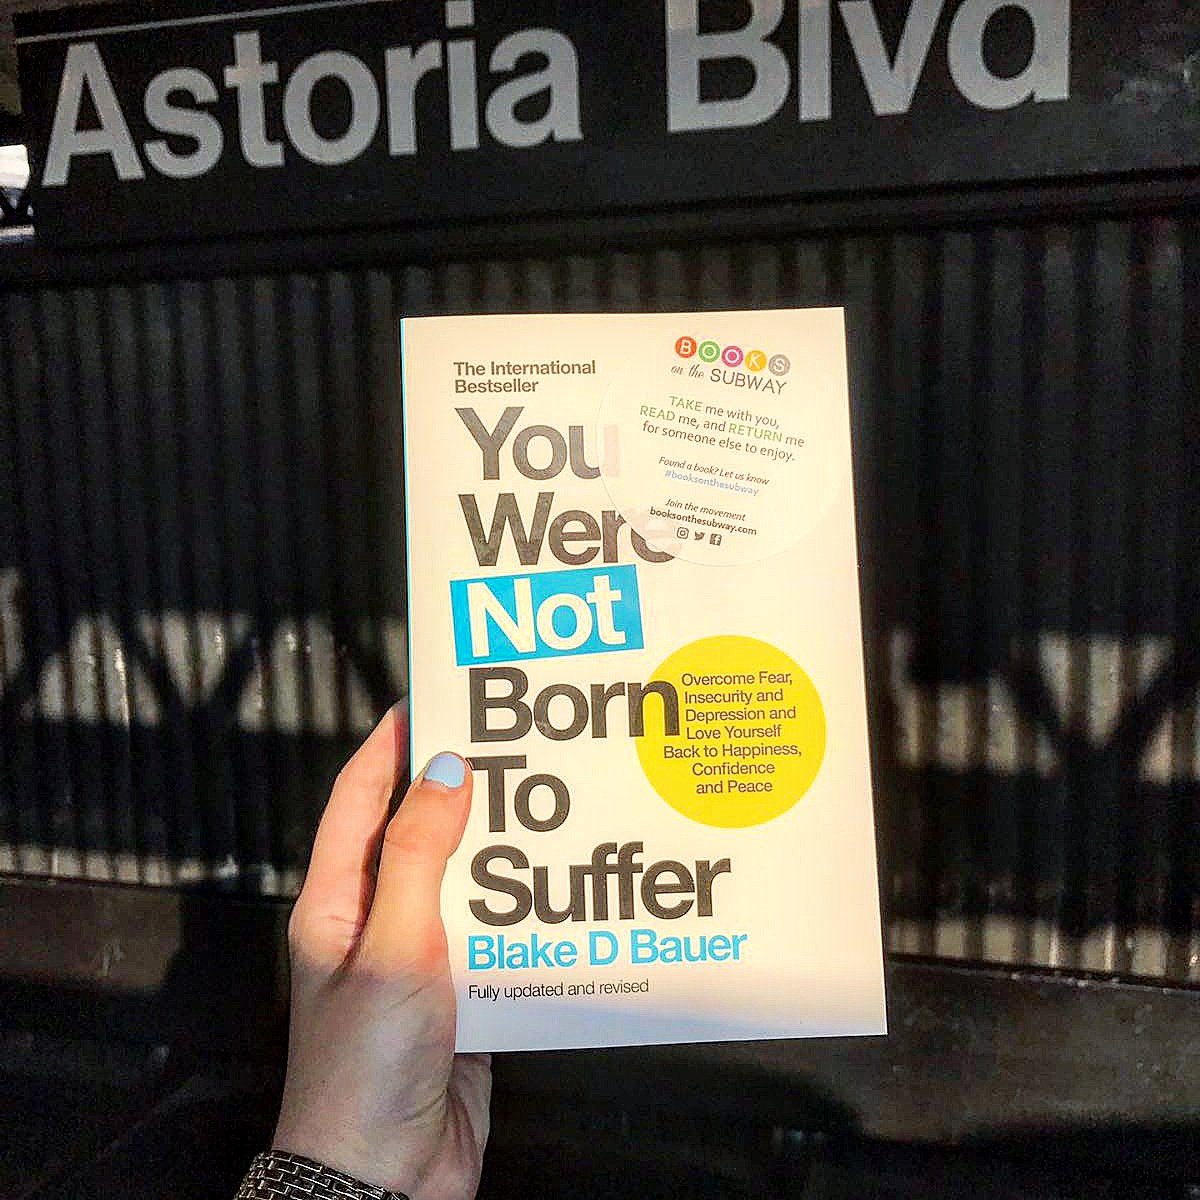 Astoria Blvd
The International
Bestseller
You
Were
Not
Born
To
Suffer
Blake D Bauer
Fully updated and revised
BOOKS
on the SUBWAY
TAKE me with you,
READ me, and RETURN me
for someone else to enjoy.
Found a book? Let us know
#booksonthesubway
Join the movement
booksonthesubway.com
Overcome Fear,
Insecurity and
Depression and
Love Yourself
Back to Happiness,
Confidence
and Peace